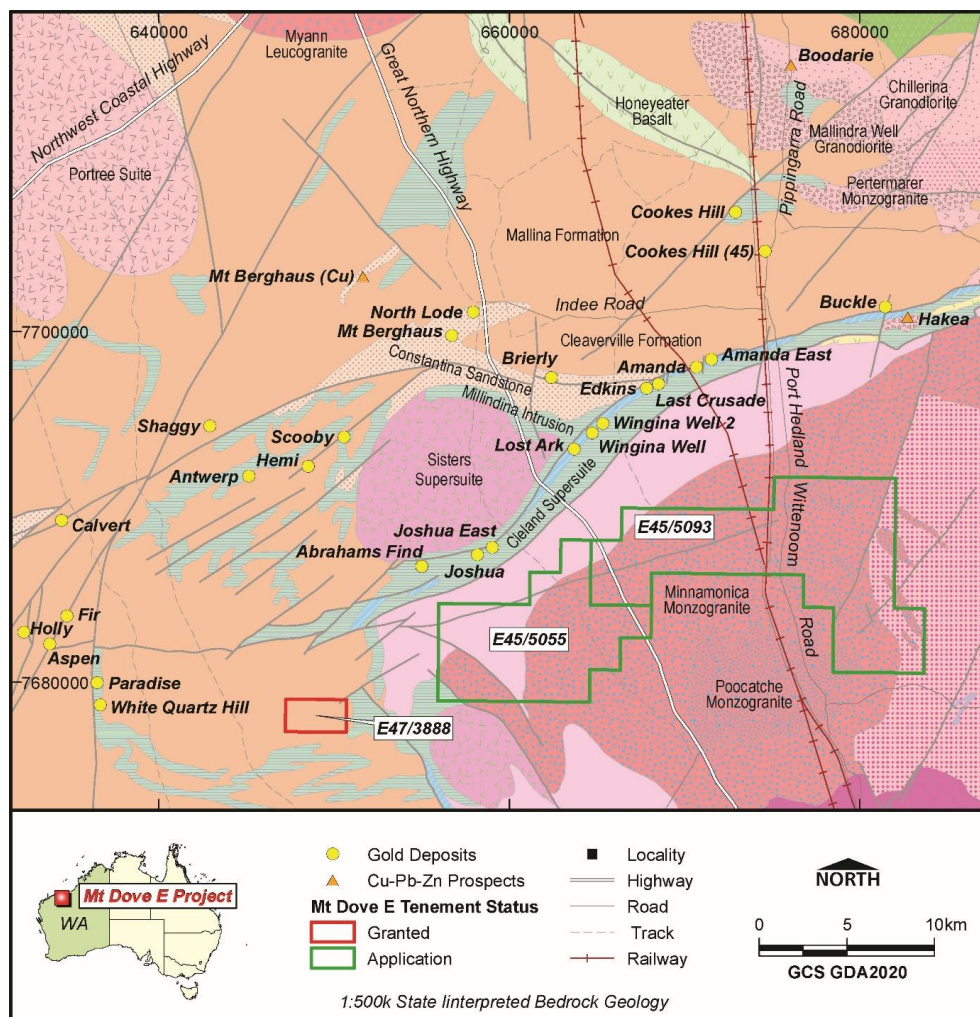 640000
660000
680000
Myann
Leucogranite
Northwest Coastal Highway
Great Northern Highway
Portree Suite
Honeyeater
Basalt
Boodarie
Pippingarra Road
Chillerina
Granodiorite
Mallindra Well
Granodiorite
Pertermarer
Monzogranite
Cookes Hill
Mallina Formation
Cookes Hill (45)
Mt Berghaus (Cu)
Indee Road
North Lode
Mt Berghaus
7700000
Buckle
Hakea
Cleaverville Formation
Constantina Sandstone
Brierly
Amanda
Amanda East
Edkins
Last Crusade
Millindina Intrusion
Wingina Well 2
Wingina Well
Lost Ark
Port Hedland Wittenoom Road
Shaggy
Scooby
Hemi
Antwerp
Sisters
Supersuite
Cleland Supersuite
Calvert
Joshua East
Abrahams Find
Joshua
E45/5093
Minnamonica
Monzogranite
E45/5055
Fir
Holly
Aspen
7680000
Paradise
White Quartz Hill
E47/3888
Poocatche
Monzogranite
Mt Dove E Project
WA
Gold Deposits
Cu-Pb-Zn Prospects
Mt Dove E Tenement Status
Granted
Application
Locality
Highway
Road
Track
Railway
NORTH
0 5 10km
GCS GDA2020
1:500k State Iinterpreted Bedrock Geology